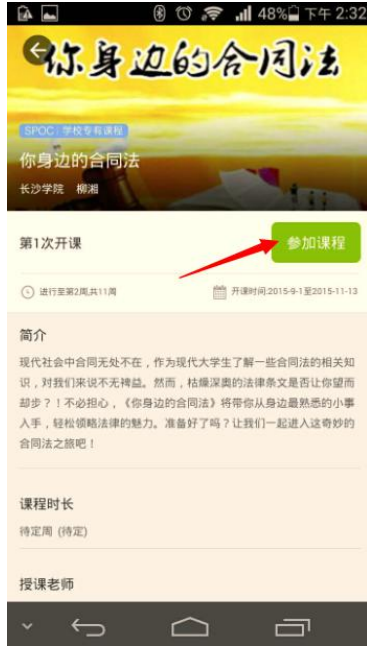 48% 下午 2:32
你身边的合同法
SPOC 学校专有课程
你身边的合同法
长沙学院 柳湘
第1次开课
参加课程
进行至第2周,共11周
开课时间:2015-9-1至2015-11-13
简介
现代社会中合同无处不在，作为现代大学生了解一些合同法的相关知
识，对我们来说不无裨益。然而，枯燥深奥的法律条文是否让你望而
却步？！不必担心，《你身边的合同法》将带你从身边最熟悉的小事
入手，轻松领略法律的魅力。准备好了吗？让我们一起进入这奇妙的
合同法之旅吧！
课程时长
待定周 (待定)
授课老师